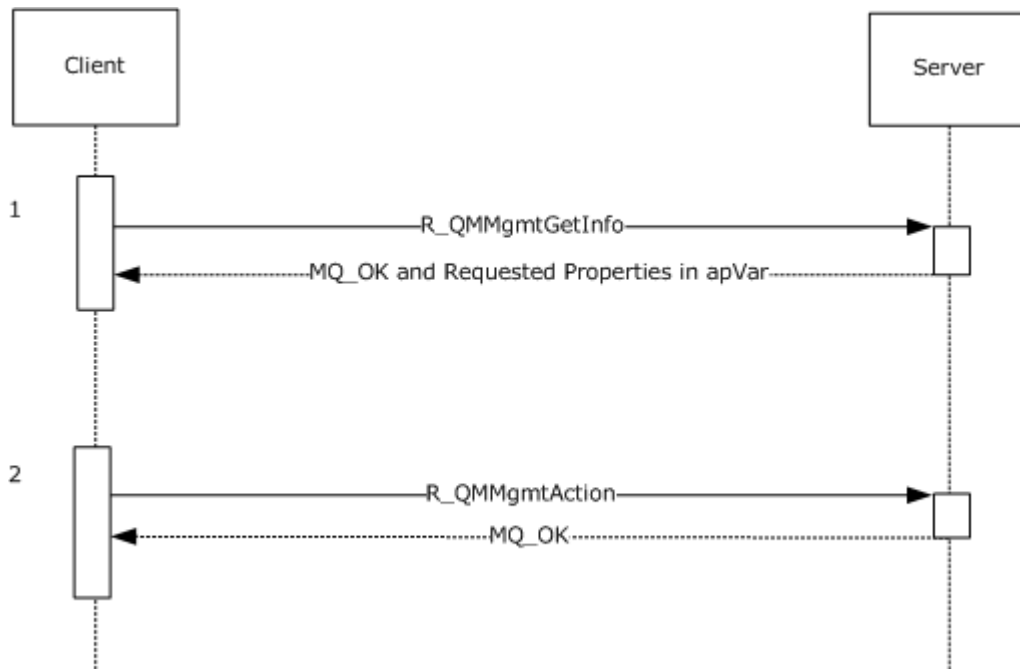 Client
Server
1
R_QMMgmtGetInfo
MQ_OK and Requested Properties in apVar
2
R_QMMgmtAction
MQ_OK